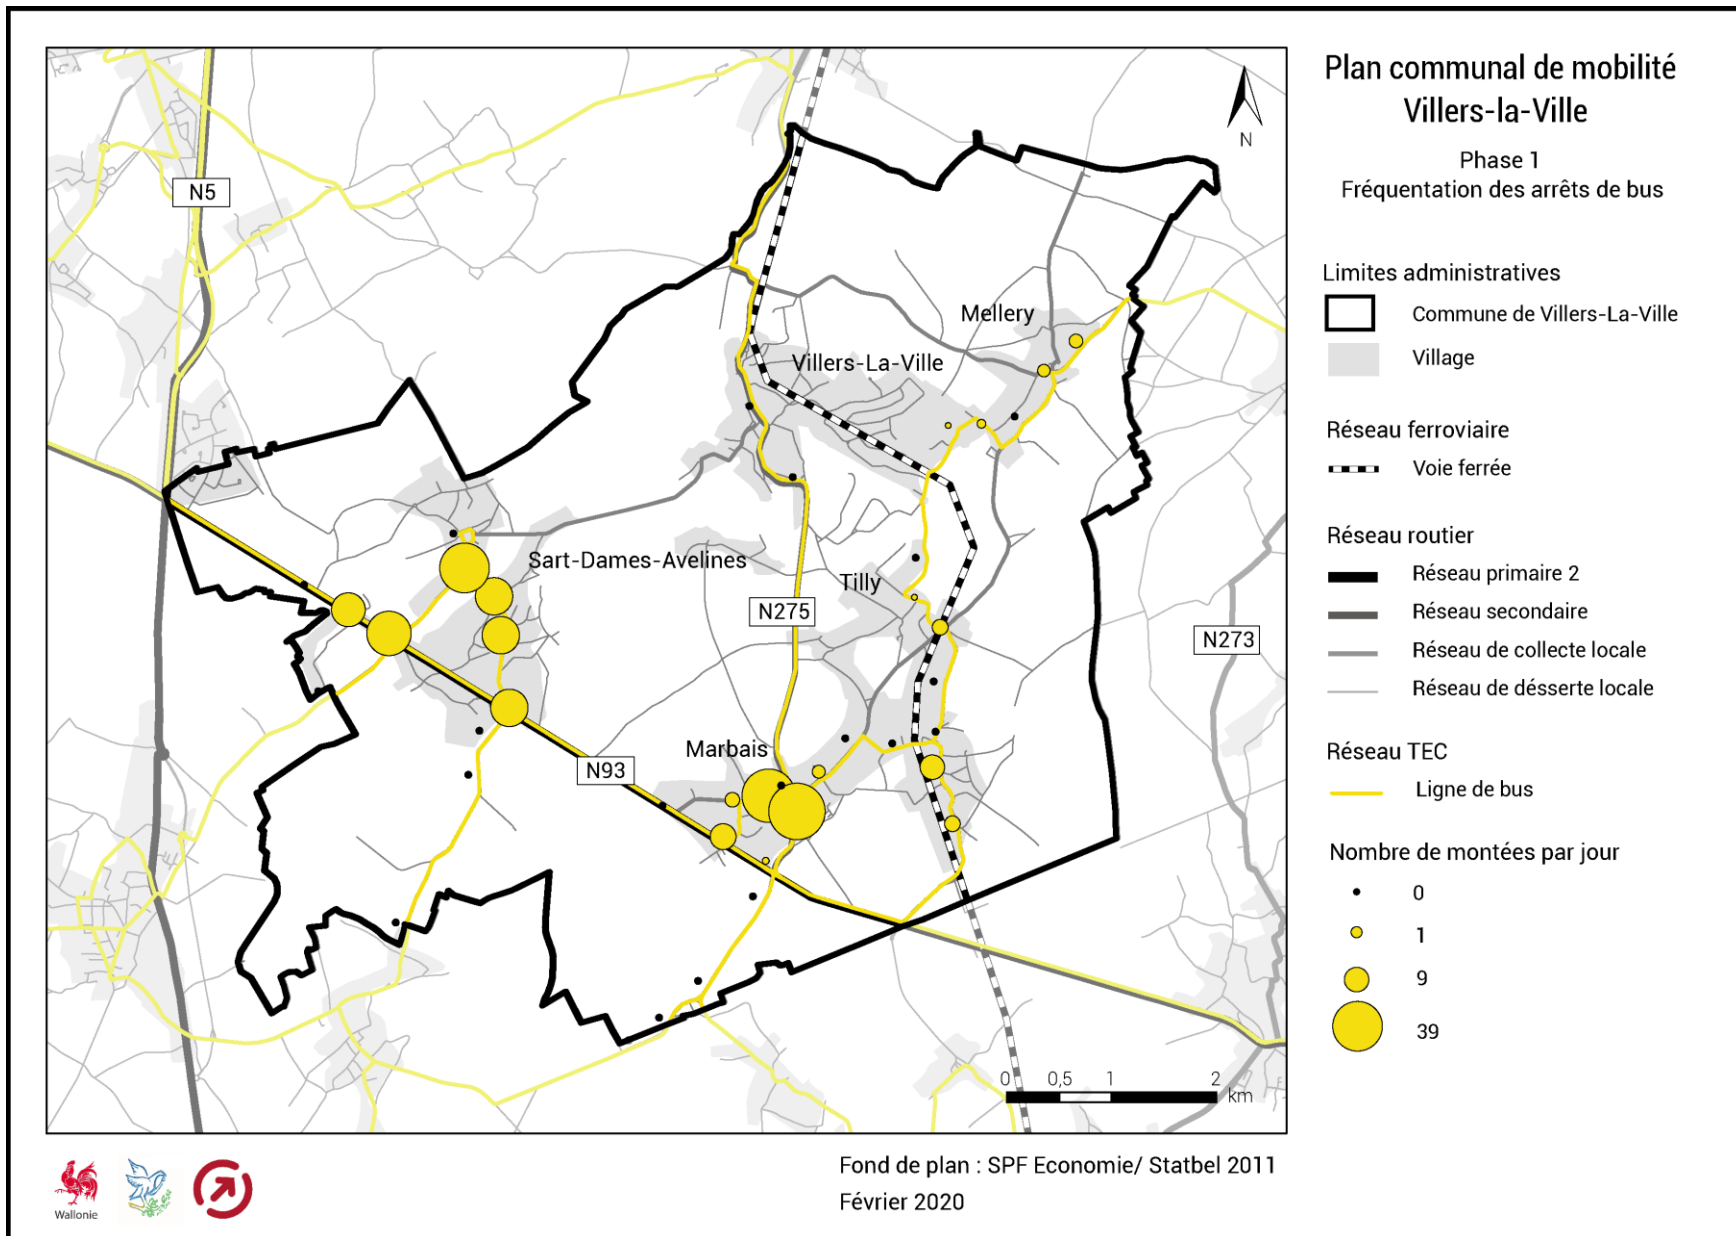 Plan communal de mobilité
Villers-la-Ville
Phase 1
Fréquentation des arrêts de bus
Limites administratives
Commune de Villers-La-Ville
Village
Réseau ferroviaire
Voie ferrée
Réseau routier
Réseau primaire 2
Réseau secondaire
Réseau de collecte locale
Réseau de désserte locale
Réseau TEC
Ligne de bus
Nombre de montées par jour
0
1
9
39
N
N5
Mellery
Villers-La-Ville
Sart-Dames-Avelines
Tilly
N275
N273
Marbais
N93
0 0,5 1 2
km
Fond de plan : SPF Economie/ Statbel 2011
Février 2020
Wallonie